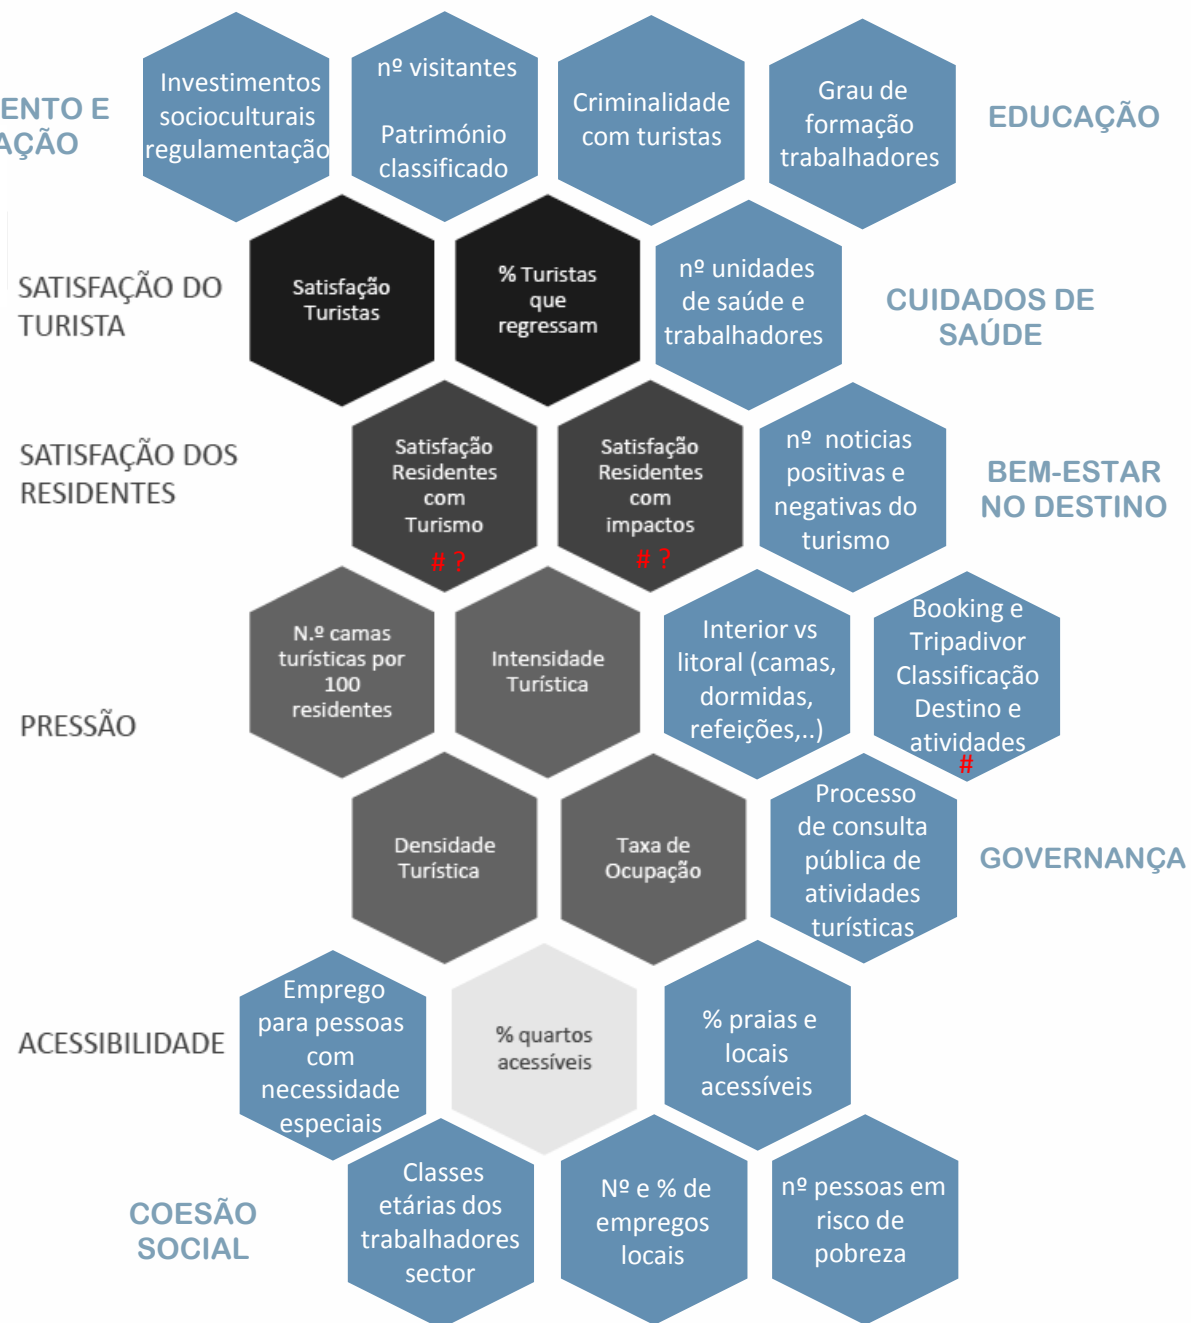 ENTO E
AÇÃO
Investimentos
socioculturais
regulamentação
nº visitantes
Património
classificado
Criminalidade
com turistas
Grau de
formação
trabalhadores
EDUCAÇÃO
SATISFAÇÃO DO
TURISTA
Satisfação
Turistas
% Turistas
que
regressam
nº unidades
de saúde e
trabalhadores
CUIDADOS DE
SAÚDE
SATISFAÇÃO DOS
RESIDENTES
Satisfação
Residentes
com
Turismo
# ?
Satisfação
Residentes
com
impactos
# ?
nº noticias
positivas e
negativas do
turismo
BEM-ESTAR
NO DESTINO
PRESSÃO
N.º camas
turísticas por
100
residentes
Intensidade
Turística
Interior vs
litoral (camas,
dormidas,
refeições,..)
Booking e
Tripadivor
Classificação
Destino e
atividades
#
Densidade
Turística
Taxa de
Ocupação
Processo
de consulta
pública de
atividades
turísticas
GOVERNANÇA
ACESSIBILIDADE
Emprego
para pessoas
com
necessidade
especiais
% quartos
acessíveis
% praias e
locais
acessíveis
COESÃO
SOCIAL
Classes
etárias dos
trabalhadores
sector
Nº e % de
empregos
locais
nº pessoas em
risco de
pobreza